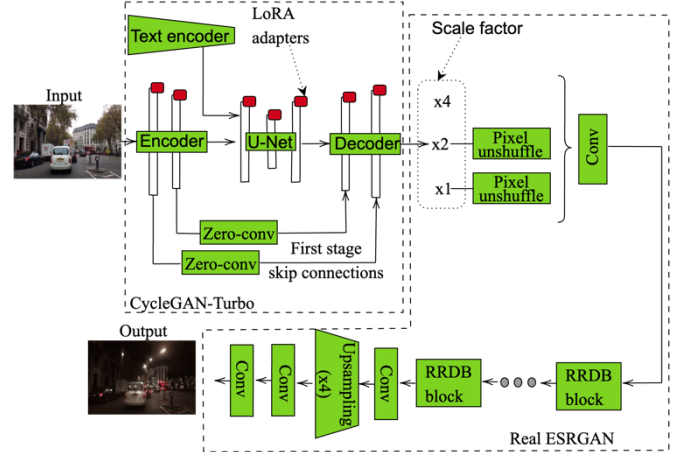 Text encoder
LoRA
adapters
Scale factor
Input
x4
Encoder
U-Net
Decoder
x2
Pixel
unshuffle
Conv
x1
Pixel
unshuffle
Zero-conv
Zero-conv
First stage
skip connections
CycleGAN-Turbo
Output
Conv
Conv
Upsampling
(x4)
Conv
RRDB
block
RRDB
block
Real ESRGAN